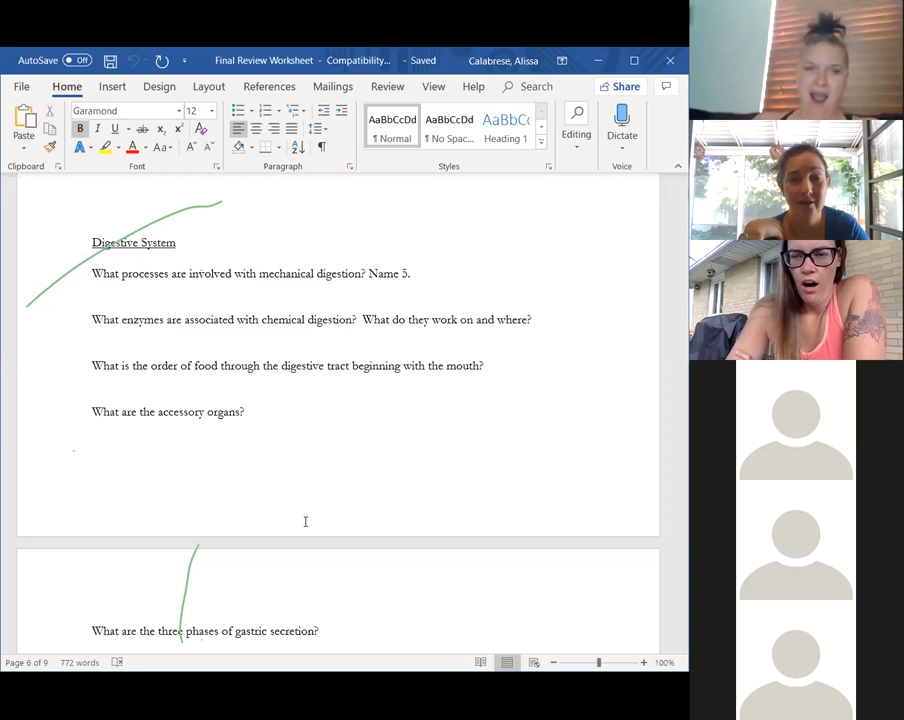 AutoSave Off Final Review Worksheet - Compatibility... - Saved Calabrese, Alissa
File Home Insert Design Layout References Mailings Review View Help Search Share
Garamond 12 AaBbCcDd AaBbCcDd AaBbCc
Paste B I U ab x₂ x² ¶ Normal ¶ No Spac... Heading 1 Editing Dictate
A A Aa A A
Clipboard Font Paragraph Styles Voice
Digestive System
What processes are involved with mechanical digestion? Name 5.
What enzymes are associated with chemical digestion? What do they work on and where?
What is the order of food through the digestive tract beginning with the mouth?
What are the accessory organs?
What are the three phases of gastric secretion?
Page 6 of 9 772 words 100%